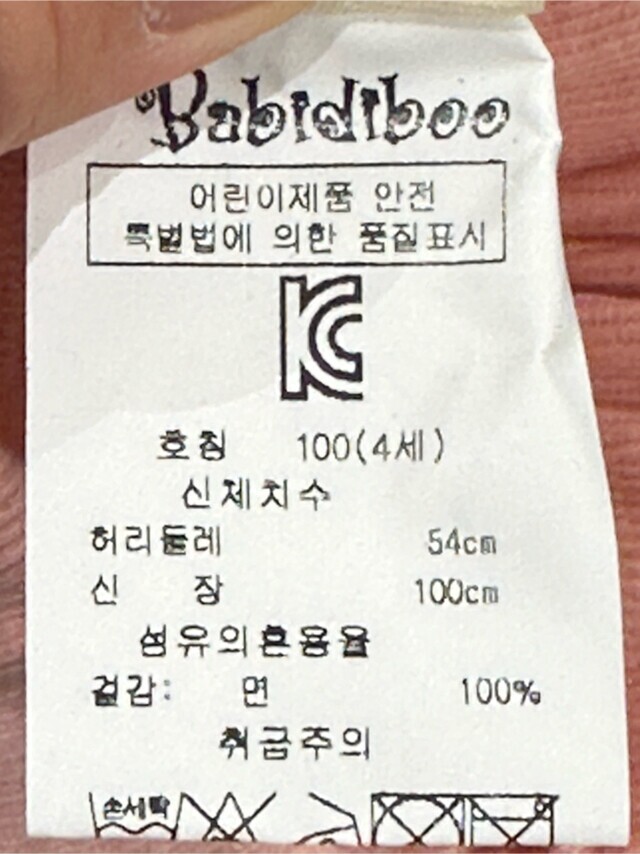 Babidiboo
어린이제품 안전
특별법에 의한 품질표시
KC
호칭 100(4세)
신체치수
허리둘레 54cm
신 장 100cm
섬유의혼용율
겉감: 면 100%
취급주의
손세탁